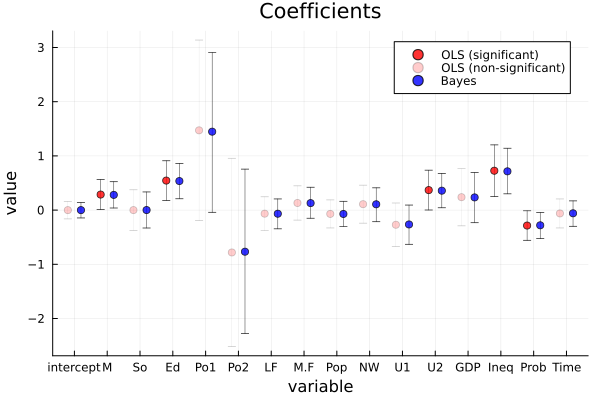 Coefficients
OLS (significant)
OLS (non-significant)
Bayes
value
3
2
1
0
−1
−2
intercept M So Ed Po1 Po2 LF M.F Pop NW U1 U2 GDP Ineq Prob Time
variable